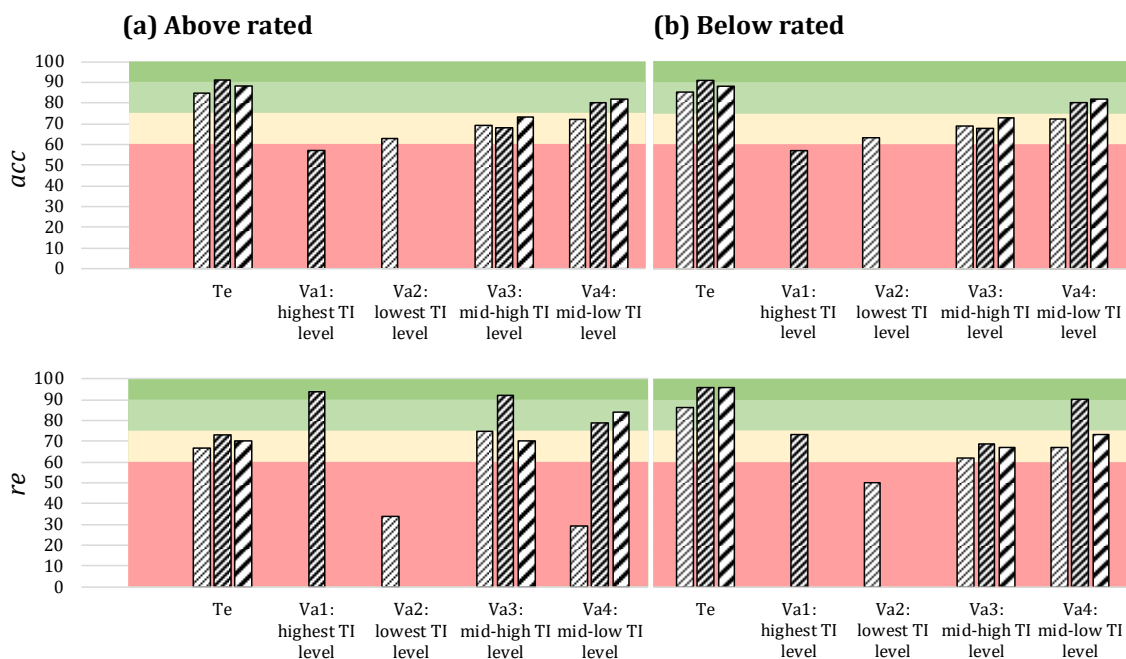 (a) Above rated
(b) Below rated
acc
100
90
80
70
60
50
40
30
20
10
0
Te
Va1:
highest TI
level
Va2:
lowest TI
level
Va3:
mid-high TI
level
Va4:
mid-low TI
level
Te
Va1:
highest TI
level
Va2:
lowest TI
level
Va3:
mid-high TI
level
Va4:
mid-low TI
level
re
100
90
80
70
60
50
40
30
20
10
0
Te
Va1:
highest TI
level
Va2:
lowest TI
level
Va3:
mid-high TI
level
Va4:
mid-low TI
level
Te
Va1:
highest TI
level
Va2:
lowest TI
level
Va3:
mid-high TI
level
Va4:
mid-low TI
level